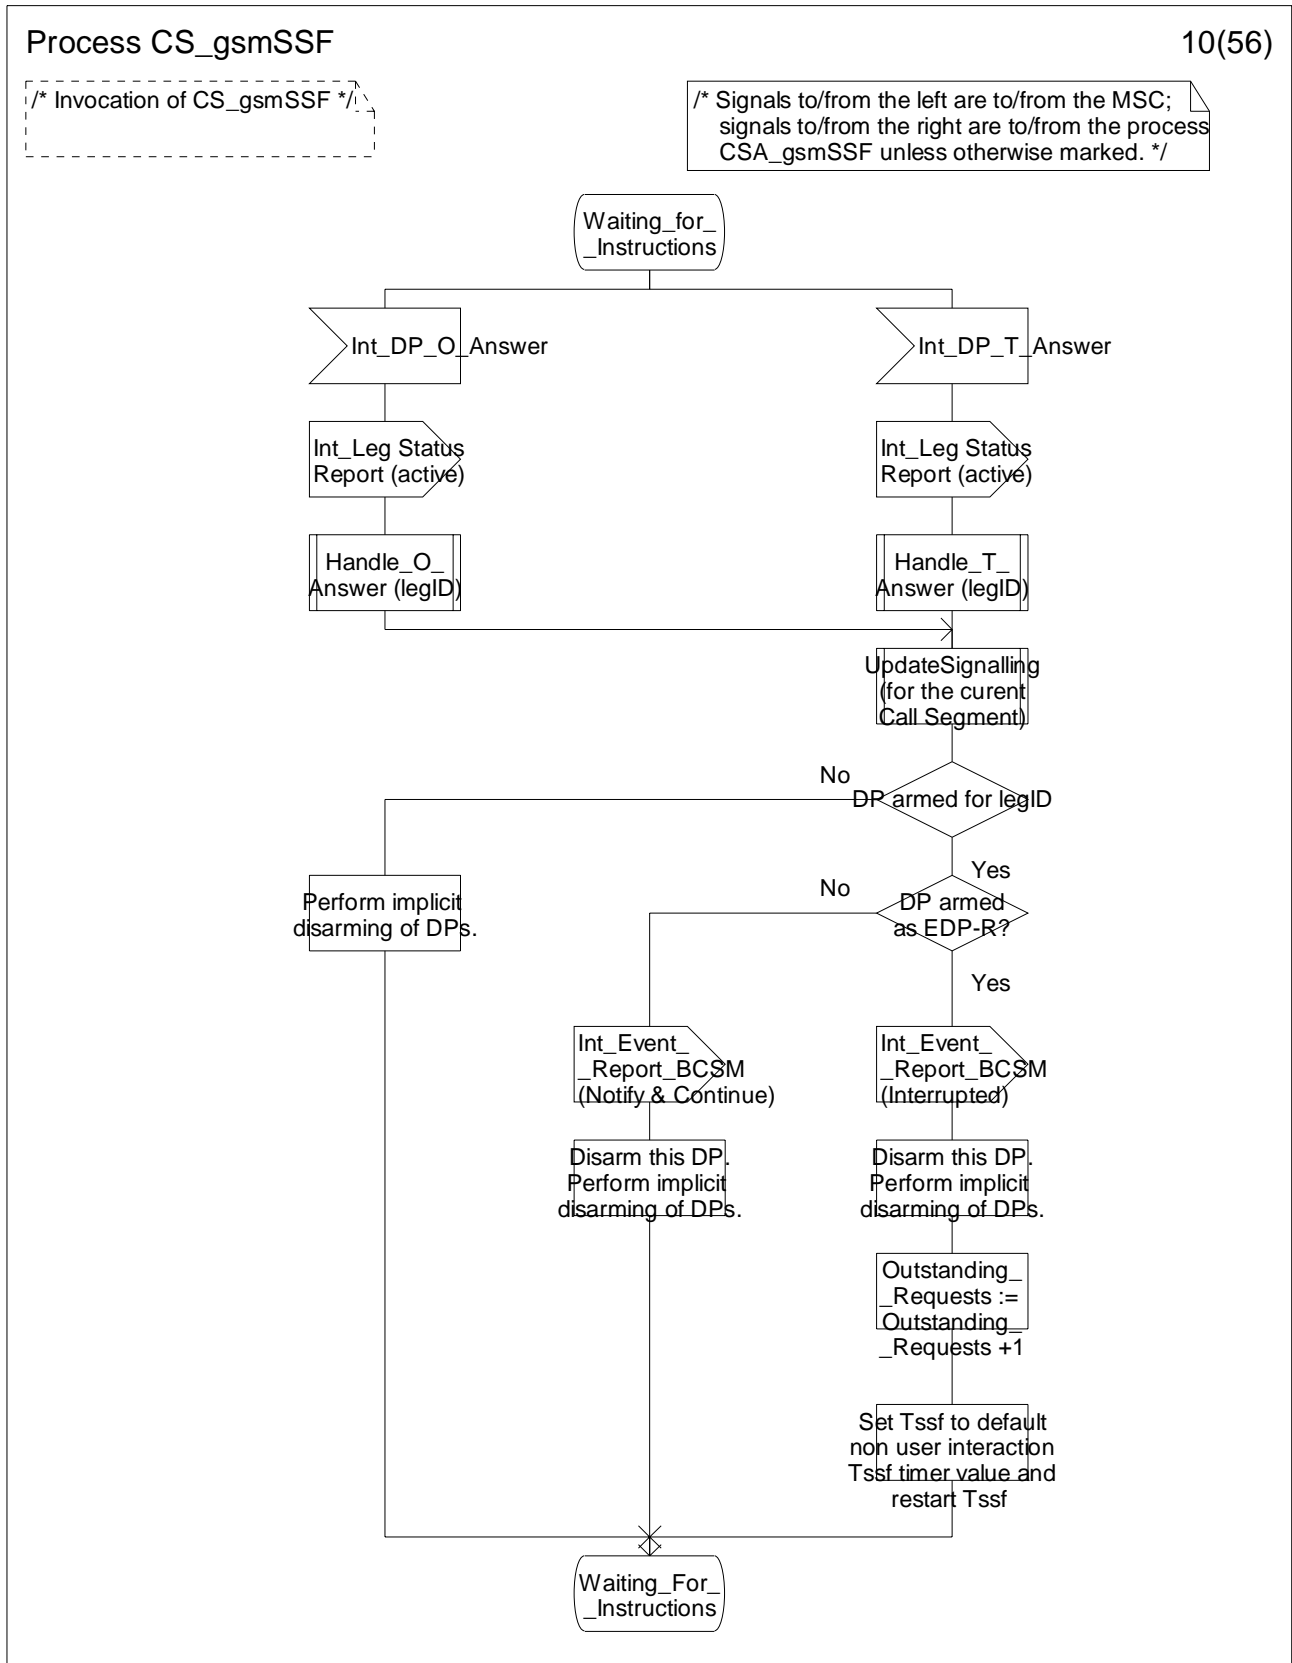 Process CS_gsmSSF
10(56)
/* Invocation of CS_gsmSSF */
/* Signals to/from the left are to/from the MSC;
signals to/from the right are to/from the process
CSA_gsmSSF unless otherwise marked. */
Waiting_for_
_Instructions
Int_DP_O_Answer
Int_DP_T_Answer
Int_Leg Status
Report (active)
Int_Leg Status
Report (active)
Handle_O_
Answer (legID)
Handle_T_
Answer (legID)
UpdateSignalling
(for the curent
Call Segment)
No
DP armed for legID
Yes
Perform implicit
disarming of DPs.
No
DP armed
as EDP-R?
Yes
Int_Event_
_Report_BCSM
(Notify & Continue)
Int_Event_
_Report_BCSM
(Interrupted)
Disarm this DP.
Perform implicit
disarming of DPs.
Disarm this DP.
Perform implicit
disarming of DPs.
Outstanding_
_Requests :=
Outstanding_
_Requests +1
Set Tssf to default
non user interaction
Tssf timer value and
restart Tssf
Waiting_For_
_Instructions